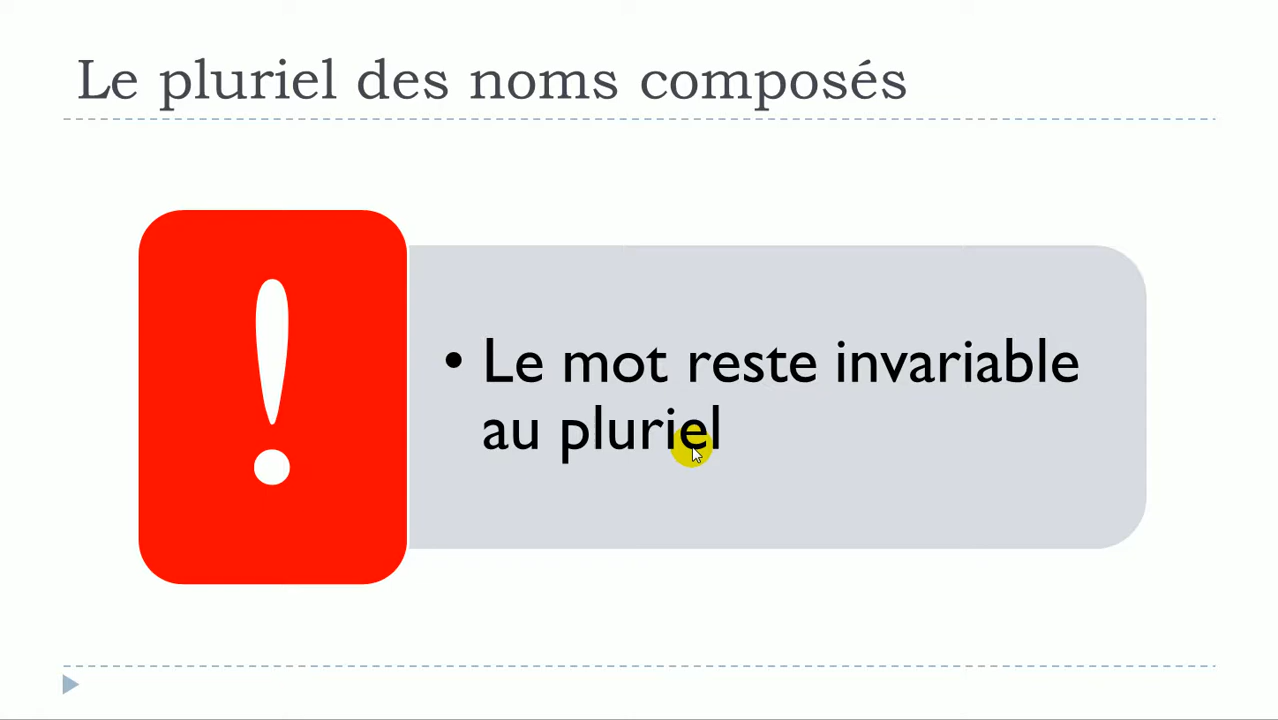 Le pluriel des noms composés
!
• Le mot reste invariable
au pluriel